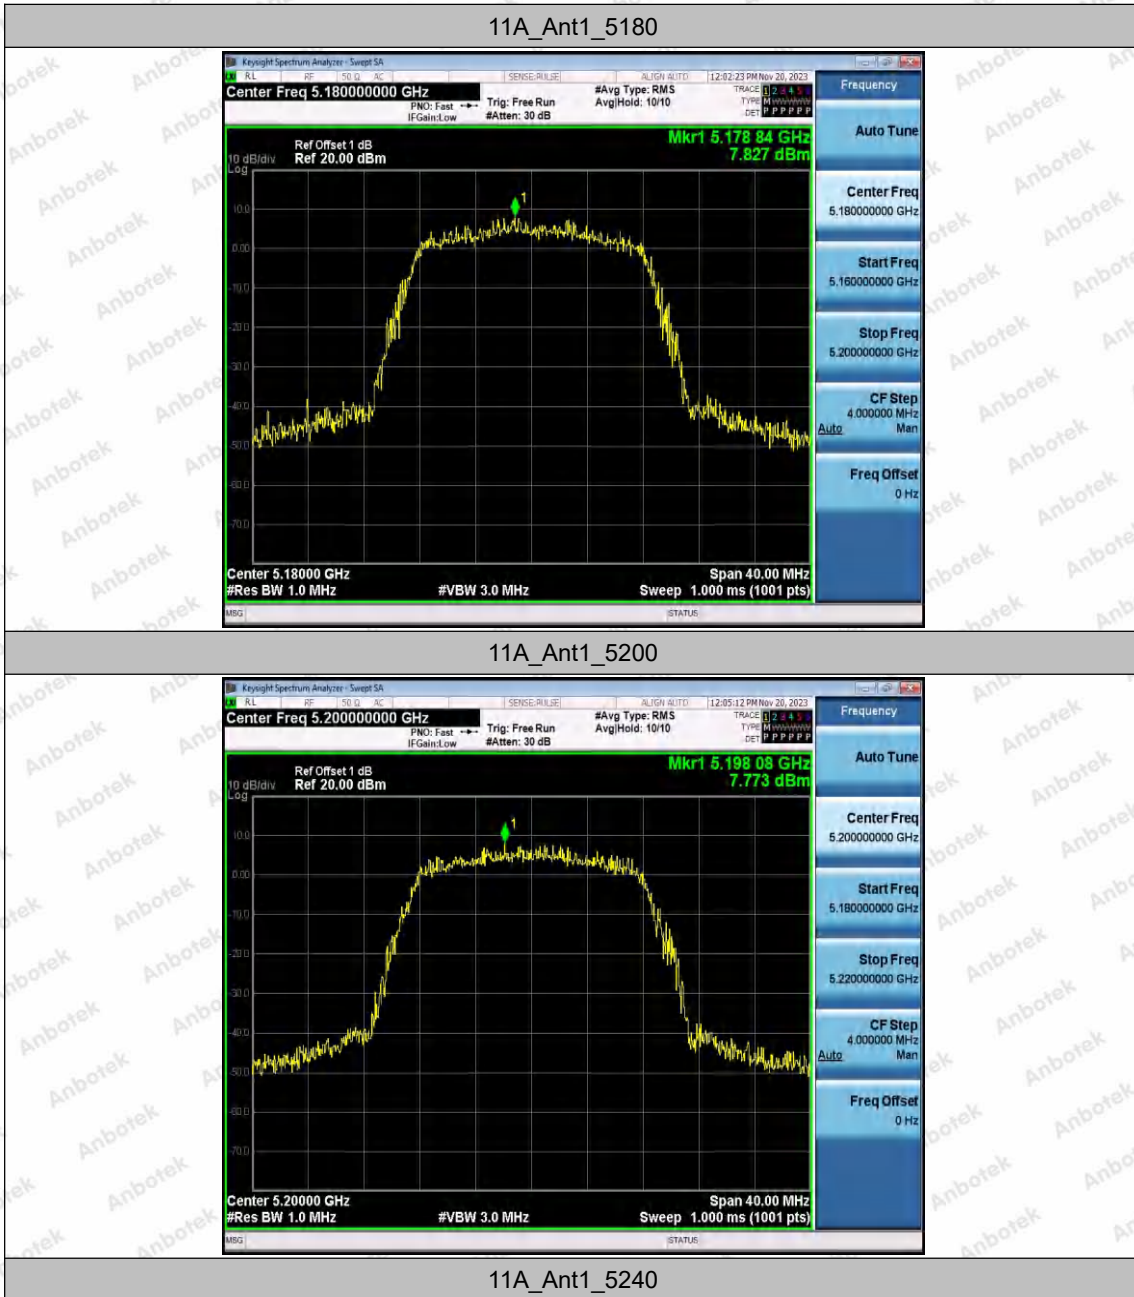 11A_Ant1_5180
Keysight Spectrum Analyzer - Swept SA
RL RF 50 Ω AC SENSE:PULSE ALIGN AUTO 12:02:23 PM Nov 20, 2023
Center Freq 5.180000000 GHz #Avg Type: RMS TRACE 1 2 3 4 5 6 Frequency
PNO: Fast Trig: Free Run Avg|Hold: 10/10 TYPE M
IFGain:Low #Atten: 30 dB DET P P P P P P
Auto Tune
Mkr1 5.178 84 GHz
Ref Offset 1 dB
10 dB/div Ref 20.00 dBm 7.827 dBm
Log
10.0
0.00
-10.0
-20.0
-30.0
-40.0
-50.0
-60.0
-70.0
1
Center Freq
5.180000000 GHz
Start Freq
5.160000000 GHz
Stop Freq
5.200000000 GHz
CF Step
4.000000 MHz
Auto Man
Freq Offset
0 Hz
Center 5.18000 GHz Span 40.00 MHz
#Res BW 1.0 MHz #VBW 3.0 MHz Sweep 1.000 ms (1001 pts)
MSG STATUS
11A_Ant1_5200
Keysight Spectrum Analyzer - Swept SA
RL RF 50 Ω AC SENSE:PULSE ALIGN AUTO 12:05:12 PM Nov 20, 2023
Center Freq 5.200000000 GHz #Avg Type: RMS TRACE 1 2 3 4 5 6 Frequency
PNO: Fast Trig: Free Run Avg|Hold: 10/10 TYPE M
IFGain:Low #Atten: 30 dB DET P P P P P P
Auto Tune
Mkr1 5.198 08 GHz
Ref Offset 1 dB
10 dB/div Ref 20.00 dBm 7.773 dBm
Log
10.0
0.00
-10.0
-20.0
-30.0
-40.0
-50.0
-60.0
-70.0
1
Center Freq
5.200000000 GHz
Start Freq
5.180000000 GHz
Stop Freq
5.220000000 GHz
CF Step
4.000000 MHz
Auto Man
Freq Offset
0 Hz
Center 5.20000 GHz Span 40.00 MHz
#Res BW 1.0 MHz #VBW 3.0 MHz Sweep 1.000 ms (1001 pts)
MSG STATUS
11A_Ant1_5240
Anbotek